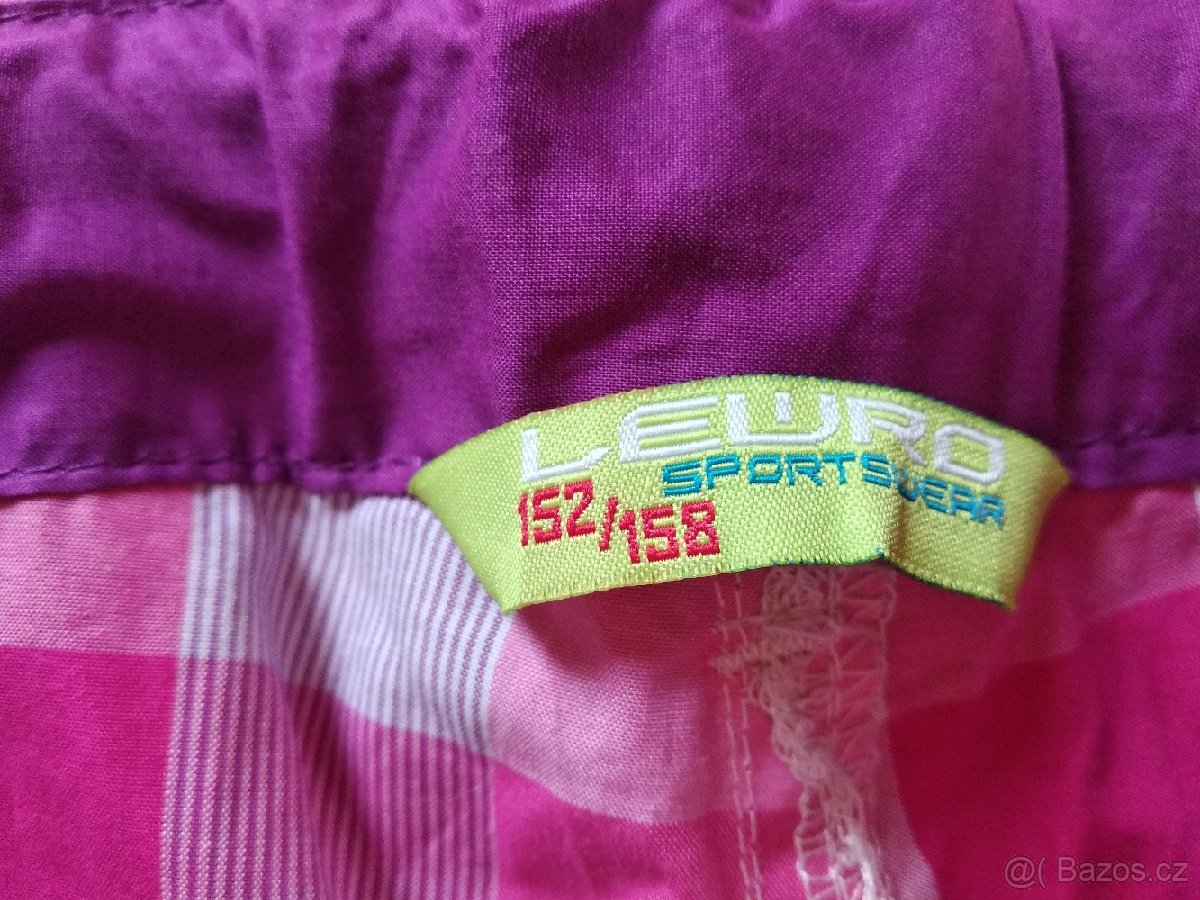 LEWRO
SPORTSWEAR
152/158
@( Bazos.cz